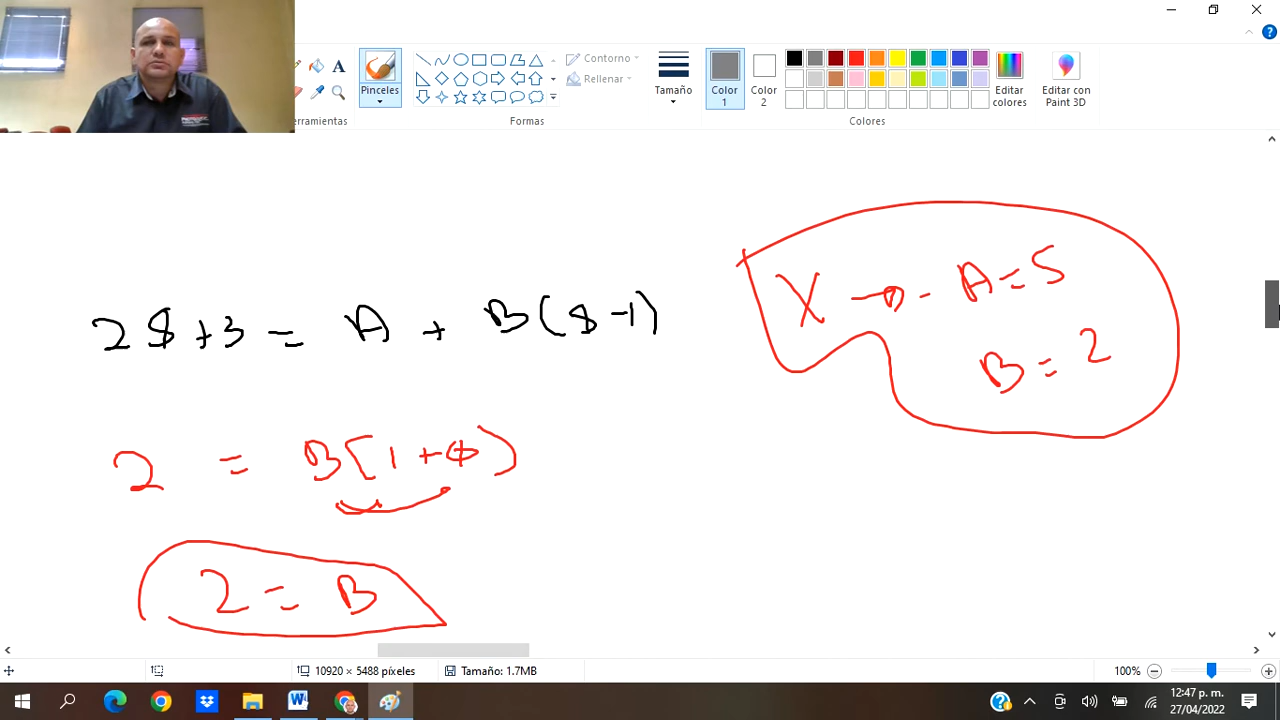 Contorno
Rellenar
Pinceles
Tamaño
Color 1
Color 2
Editar colores
Editar con Paint 3D
Formas
Colores
2S+3 = A + B(S-1)
X → A=5
B=2
2 = B[1+0)
2 = B
10920 × 5488 píxeles
Tamaño: 1.7MB
100%
12:47 p. m.
27/04/2022